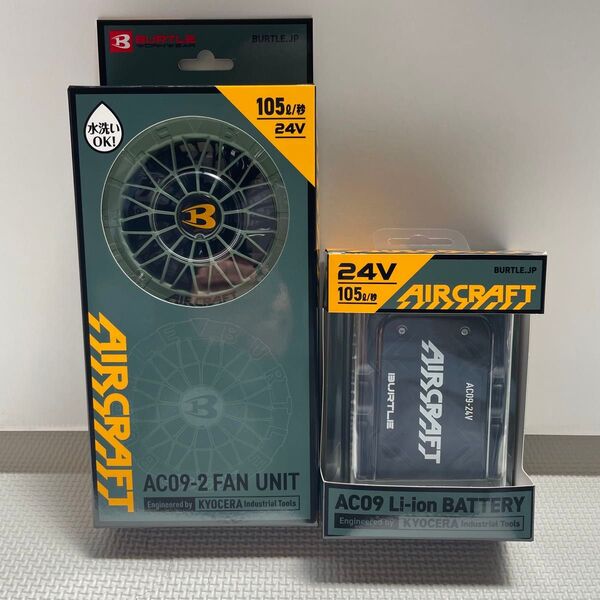 BURTLE
BURTLE.JP
水洗い
OK!
105ℓ/秒
24V
B
AIRCRAFT
AIRCRAFT
BURTLE
B
AC09-2 FAN UNIT
Engineered by KYOCERA Industrial Tools
24V
105ℓ/秒
BURTLE.JP
AIRCRAFT
AIRCRAFT
BURTLE
AC09-24V
AC09 Li-ion BATTERY
Engineered by KYOCERA Industrial Tools